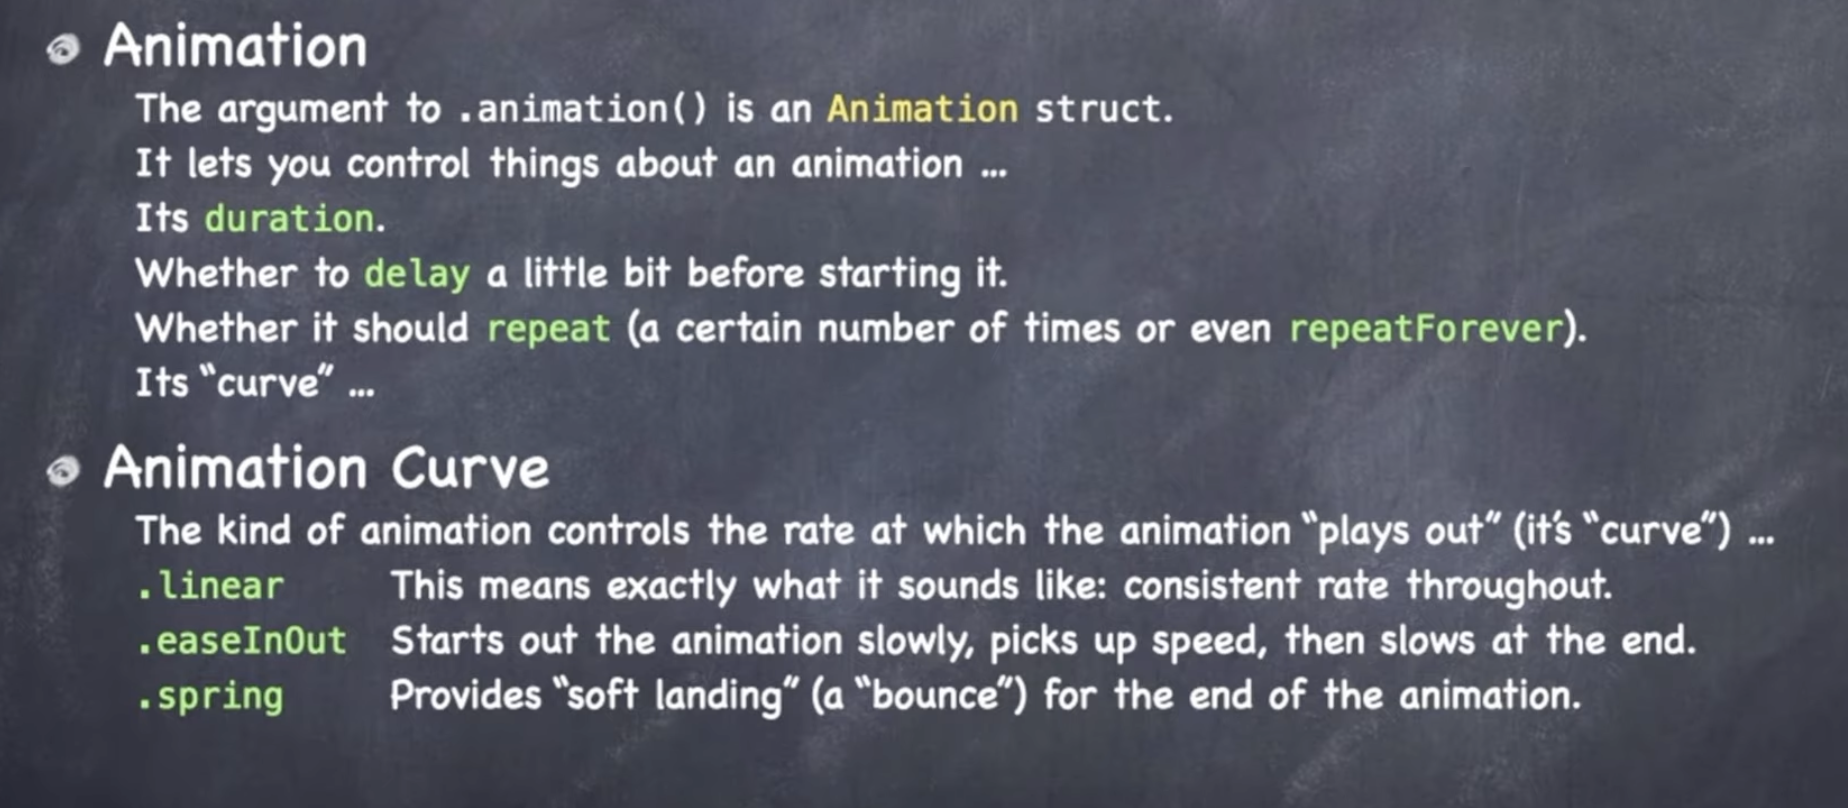 Animation
The argument to .animation() is an Animation struct.
It lets you control things about an animation ...
Its duration.
Whether to delay a little bit before starting it.
Whether it should repeat (a certain number of times or even repeatForever).
Its “curve” ...
Animation Curve
The kind of animation controls the rate at which the animation “plays out” (it’s “curve”) ...
.linear This means exactly what it sounds like: consistent rate throughout.
.easeInOut Starts out the animation slowly, picks up speed, then slows at the end.
.spring Provides “soft landing” (a “bounce”) for the end of the animation.